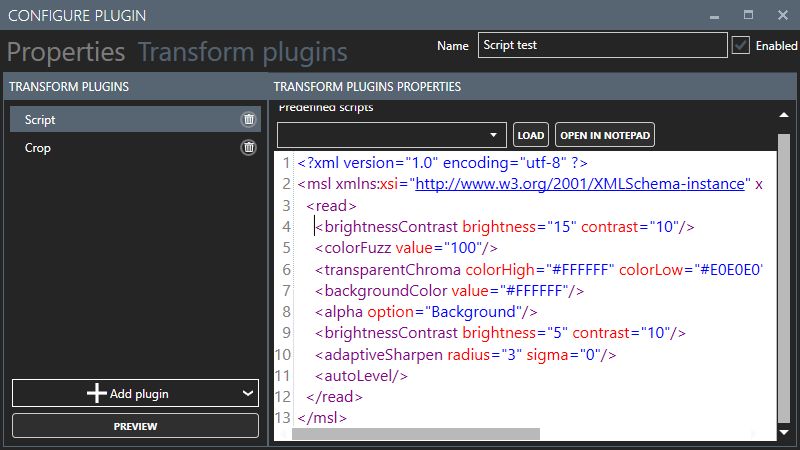 CONFIGURE PLUGIN
Properties Transform plugins
Name Script test Enabled
TRANSFORM PLUGINS
Script
Crop
Add plugin
PREVIEW
TRANSFORM PLUGINS PROPERTIES
Predefined scripts
LOAD OPEN IN NOTEPAD
1 <?xml version="1.0" encoding="utf-8" ?>
2 <msl xmlns:xsi="http://www.w3.org/2001/XMLSchema-instance" x
3 <read>
4 <brightnessContrast brightness="15" contrast="10"/>
5 <colorFuzz value="100"/>
6 <transparentChroma colorHigh="#FFFFFF" colorLow="#E0E0E0"
7 <backgroundColor value="#FFFFFF"/>
8 <alpha option="Background"/>
9 <brightnessContrast brightness="5" contrast="10"/>
10 <adaptiveSharpen radius="3" sigma="0"/>
11 <autoLevel/>
12 </read>
13 </msl>